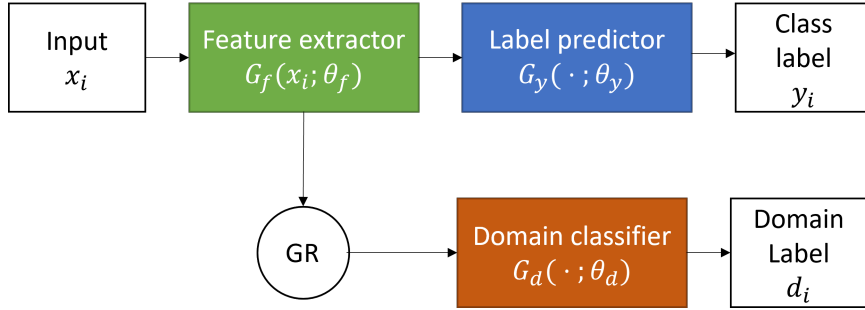 Input
x_i
Feature extractor
G_f(x_i; θ_f)
Label predictor
G_y( · ; θ_y)
Class
label
y_i
GR
Domain classifier
G_d( · ; θ_d)
Domain
Label
d_i